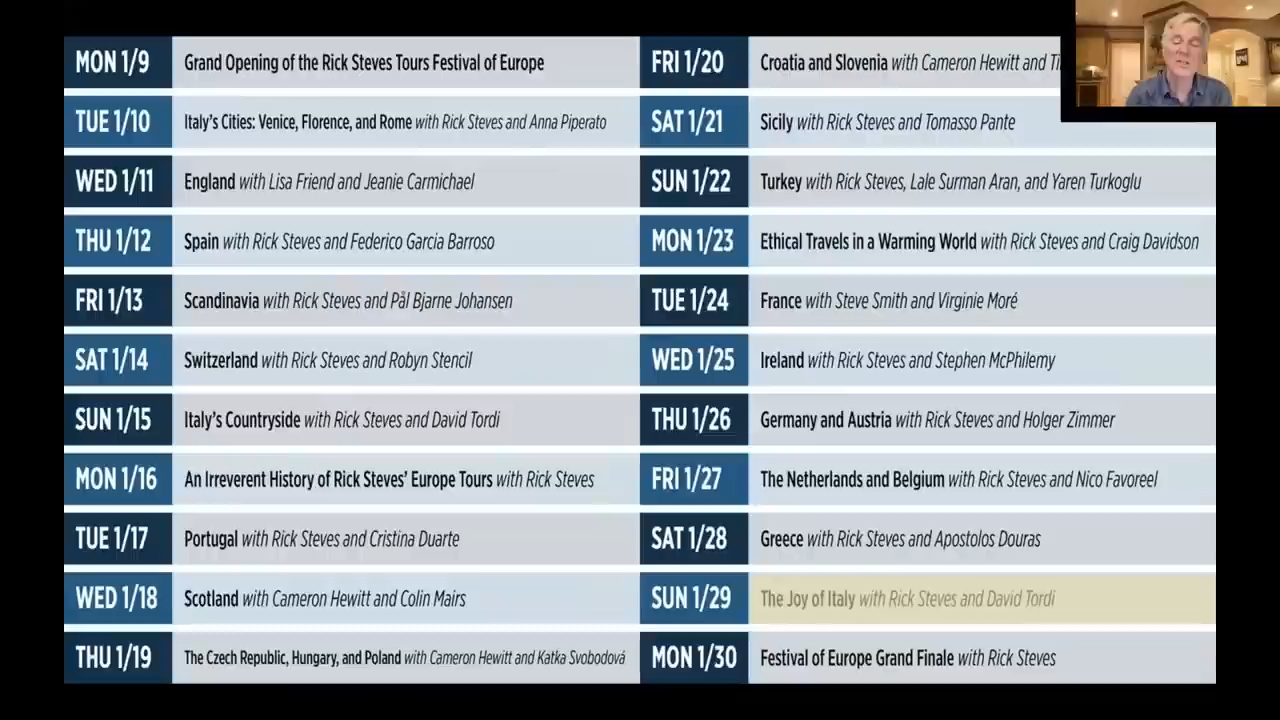 MON 1/9 Grand Opening of the Rick Steves Tours Festival of Europe
TUE 1/10 Italy's Cities: Venice, Florence, and Rome with Rick Steves and Anna Piperato
WED 1/11 England with Lisa Friend and Jeanie Carmichael
THU 1/12 Spain with Rick Steves and Federico Garcia Barroso
FRI 1/13 Scandinavia with Rick Steves and Pål Bjarne Johansen
SAT 1/14 Switzerland with Rick Steves and Robyn Stencil
SUN 1/15 Italy's Countryside with Rick Steves and David Tordi
MON 1/16 An Irreverent History of Rick Steves' Europe Tours with Rick Steves
TUE 1/17 Portugal with Rick Steves and Cristina Duarte
WED 1/18 Scotland with Cameron Hewitt and Colin Mairs
THU 1/19 The Czech Republic, Hungary, and Poland with Cameron Hewitt and Katka Svobodová
FRI 1/20 Croatia and Slovenia with Cameron Hewitt and
SAT 1/21 Sicily with Rick Steves and Tomasso Pante
SUN 1/22 Turkey with Rick Steves, Lale Surman Aran, and Yaren Turkoglu
MON 1/23 Ethical Travels in a Warming World with Rick Steves and Craig Davidson
TUE 1/24 France with Steve Smith and Virginie Moré
WED 1/25 Ireland with Rick Steves and Stephen McPhilemy
THU 1/26 Germany and Austria with Rick Steves and Holger Zimmer
FRI 1/27 The Netherlands and Belgium with Rick Steves and Nico Favoreel
SAT 1/28 Greece with Rick Steves and Apostolos Douras
SUN 1/29 The Joy of Italy with Rick Steves and David Tordi
MON 1/30 Festival of Europe Grand Finale with Rick Steves